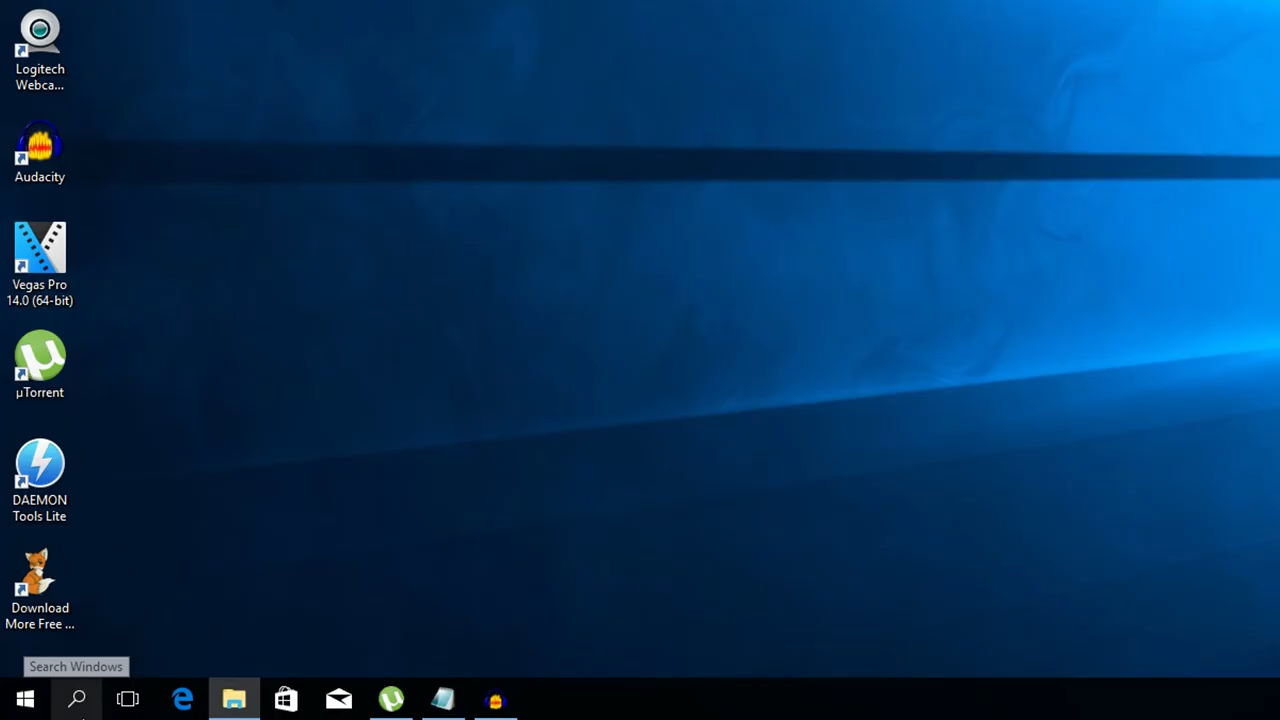 Logitech
Webca...
Audacity
Vegas Pro
14.0 (64-bit)
µTorrent
DAEMON
Tools Lite
Download
More Free ...
Search Windows